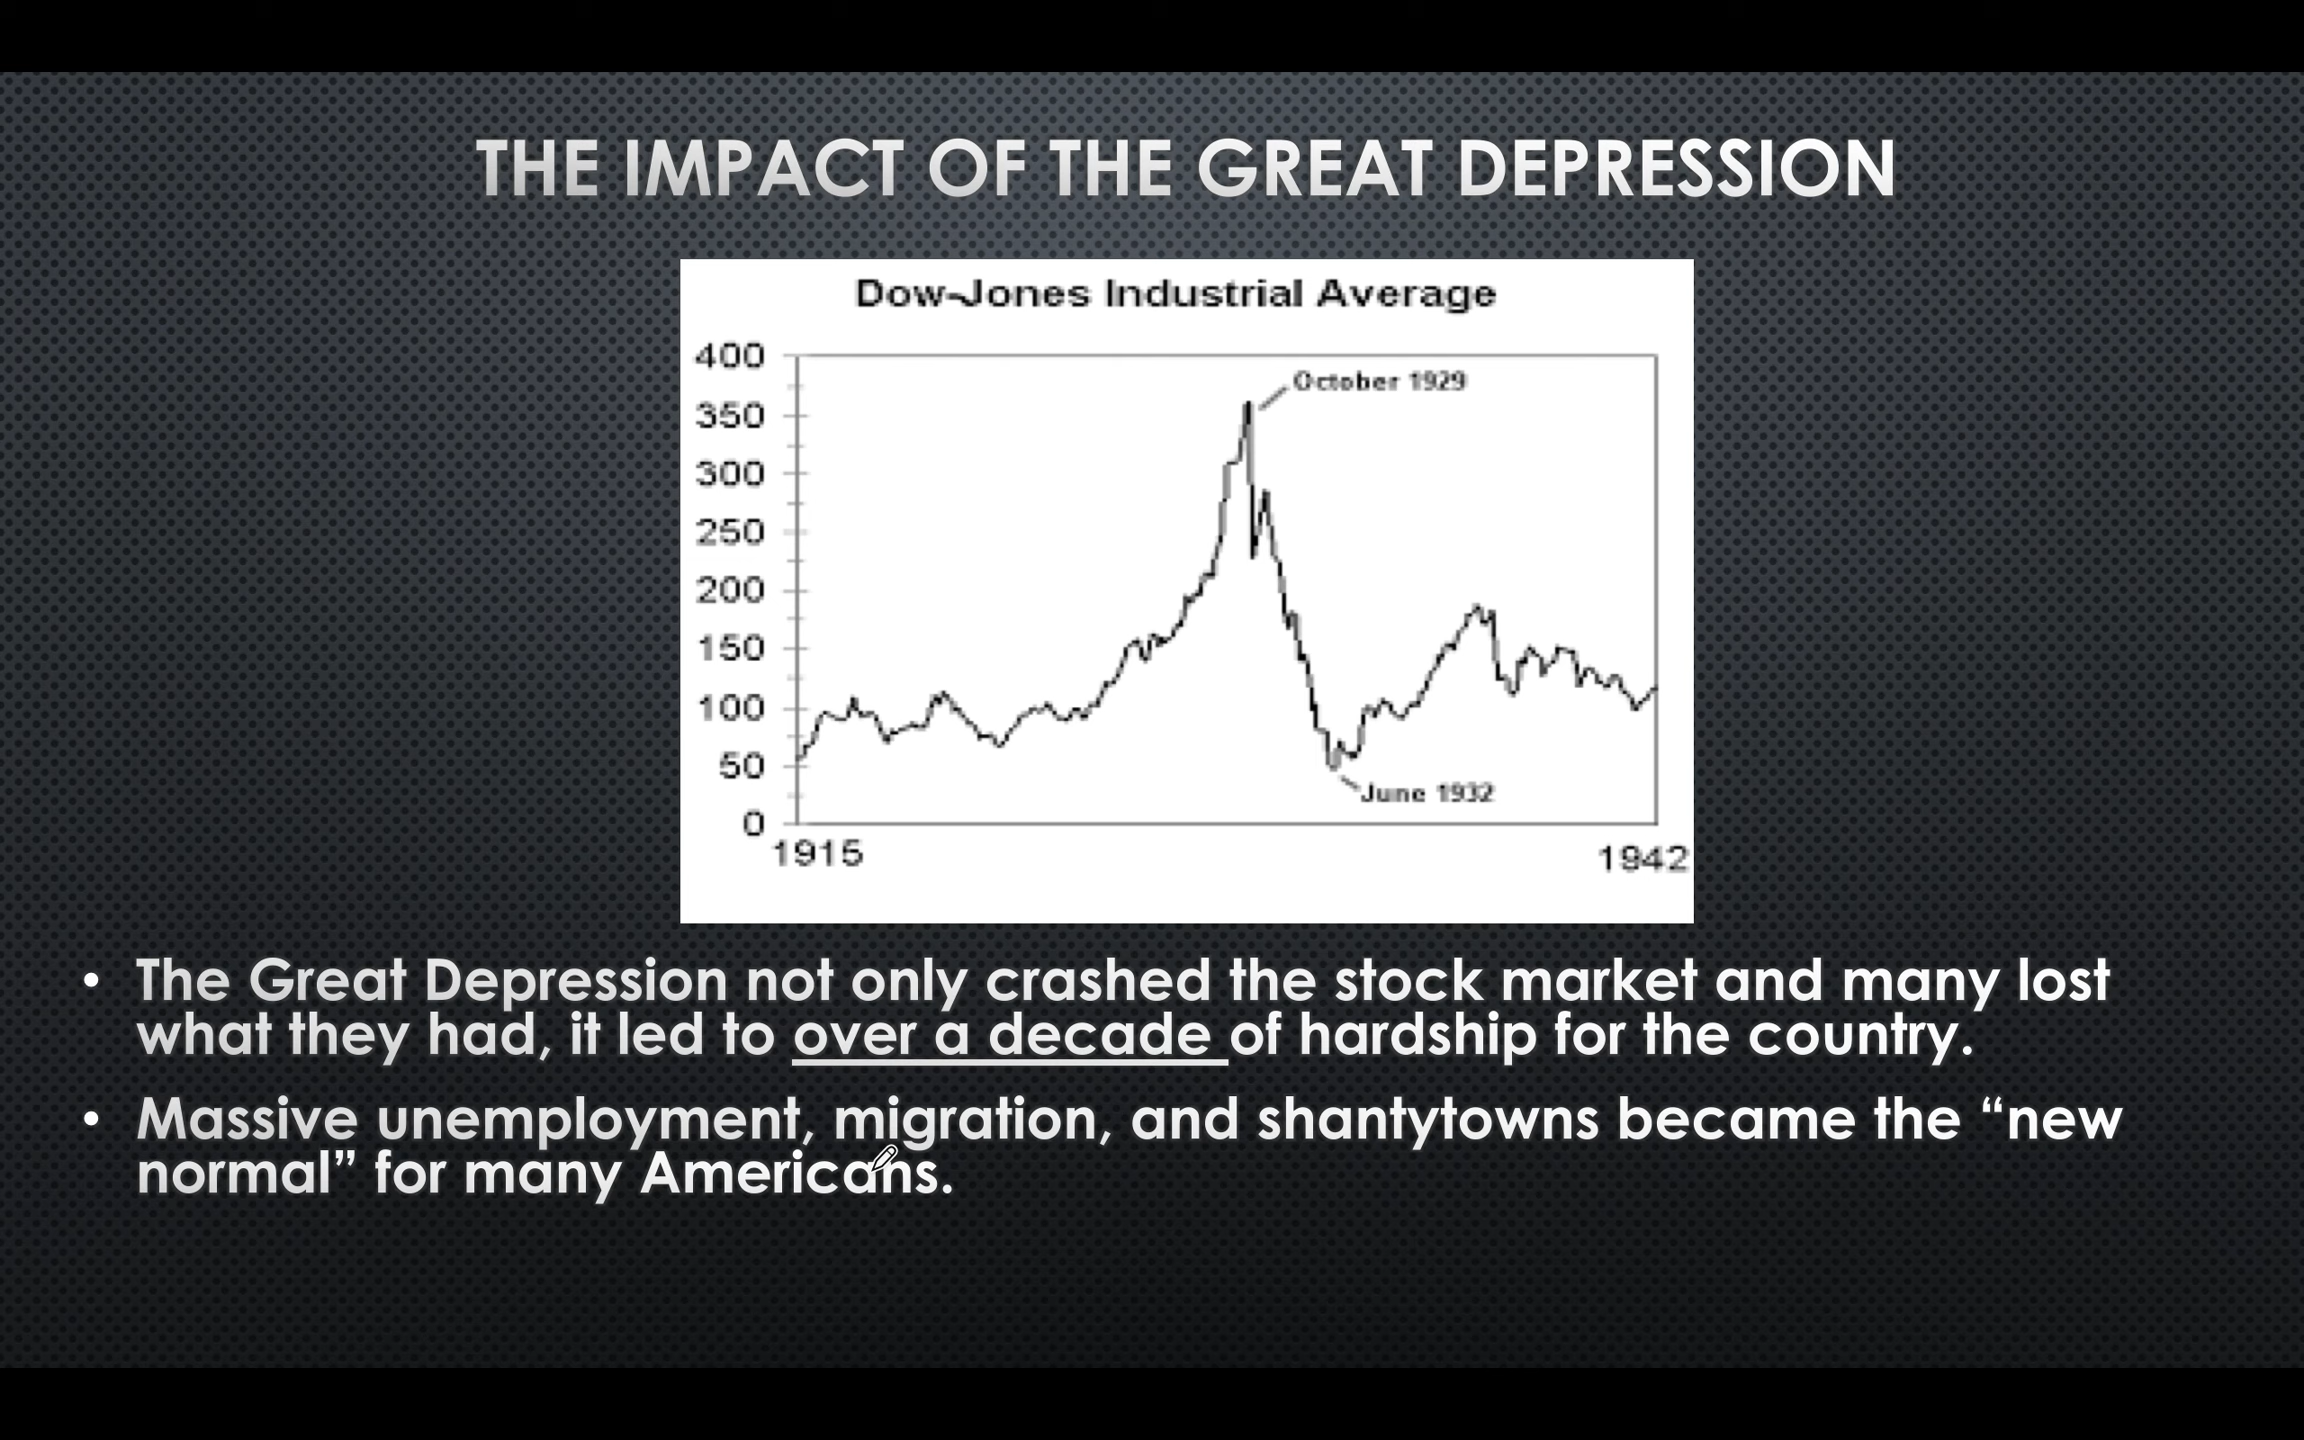 THE IMPACT OF THE GREAT DEPRESSION
Dow-Jones Industrial Average
400
October 1929
350
300
250
200
150
100
50
June 1932
0
1915
1942
• The Great Depression not only crashed the stock market and many lost
what they had, it led to over a decade of hardship for the country.
• Massive unemployment, migration, and shantytowns became the “new
normal” for many Americans.